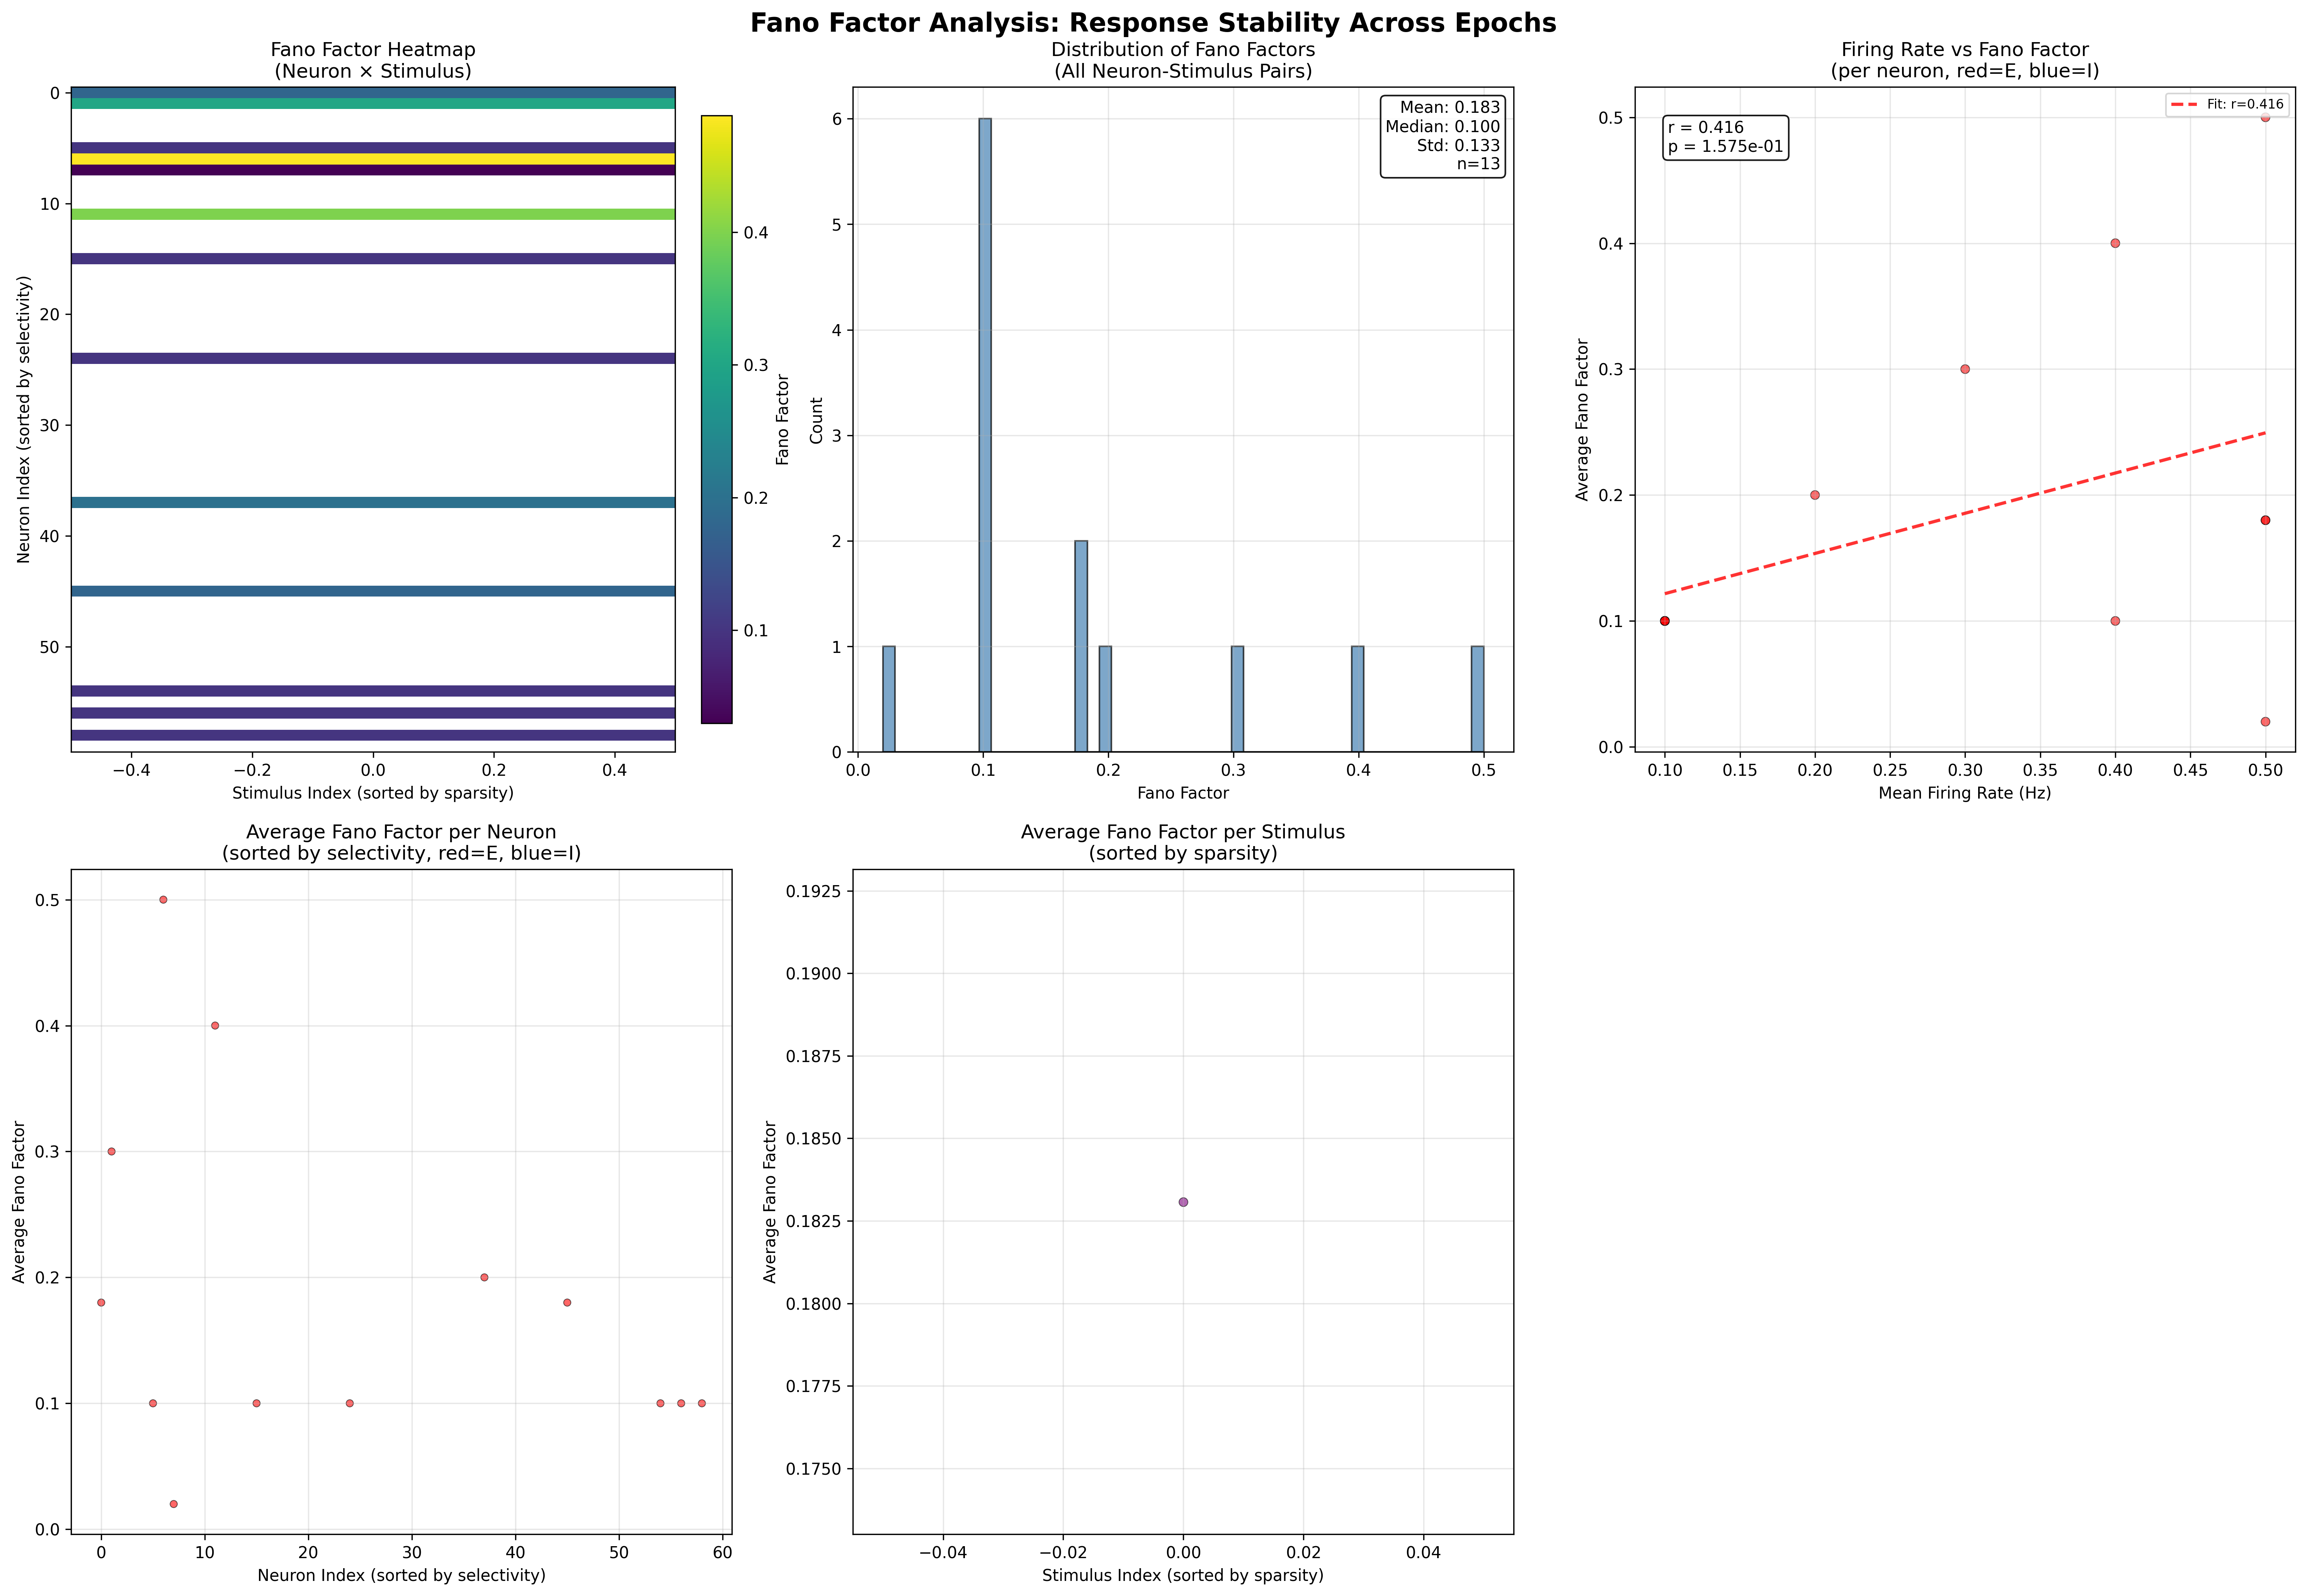 Fano Factor Analysis: Response Stability Across Epochs
Fano Factor Heatmap
(Neuron × Stimulus)
0
10
20
30
40
50
Neuron Index (sorted by selectivity)
−0.4
−0.2
0.0
0.2
0.4
Stimulus Index (sorted by sparsity)
0.4
0.3
0.2
0.1
Fano Factor
Distribution of Fano Factors
(All Neuron-Stimulus Pairs)
Mean: 0.183
Median: 0.100
Std: 0.133
n=13
6
5
4
3
2
1
0
Count
0.0
0.1
0.2
0.3
0.4
0.5
Fano Factor
Firing Rate vs Fano Factor
(per neuron, red=E, blue=I)
Fit: r=0.416
r = 0.416
p = 1.575e-01
0.5
0.4
0.3
0.2
0.1
0.0
Average Fano Factor
0.10
0.15
0.20
0.25
0.30
0.35
0.40
0.45
0.50
Mean Firing Rate (Hz)
Average Fano Factor per Neuron
(sorted by selectivity, red=E, blue=I)
0.5
0.4
0.3
0.2
0.1
0.0
Average Fano Factor
0
10
20
30
40
50
60
Neuron Index (sorted by selectivity)
Average Fano Factor per Stimulus
(sorted by sparsity)
0.1925
0.1900
0.1875
0.1850
0.1825
0.1800
0.1775
0.1750
Average Fano Factor
−0.04
−0.02
0.00
0.02
0.04
Stimulus Index (sorted by sparsity)